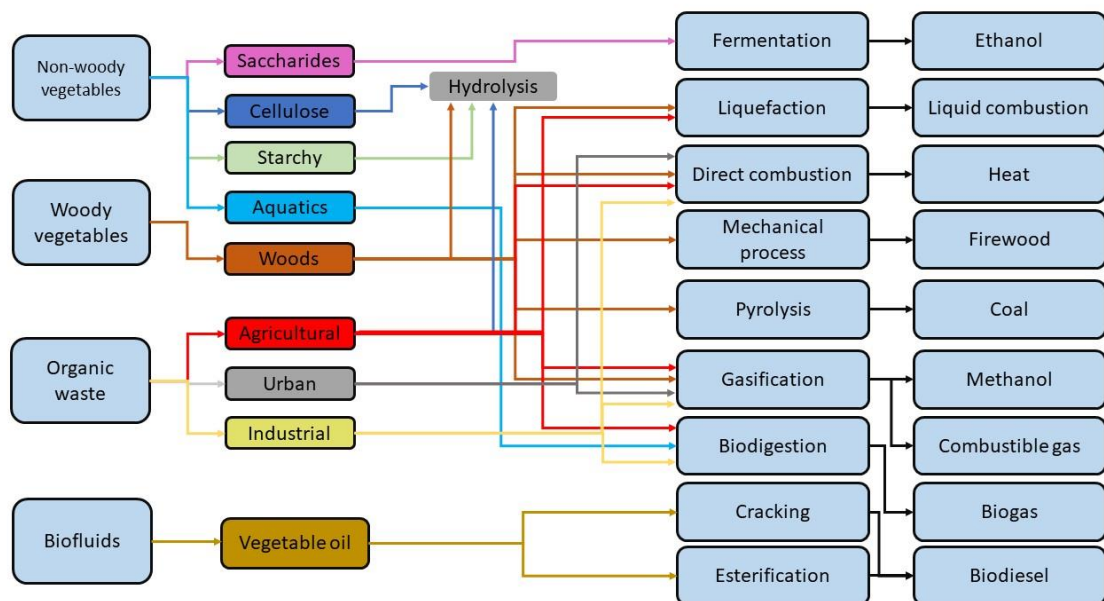 Non-woody
vegetables
Woody
vegetables
Organic
waste
Biofluids
Saccharides
Cellulose
Starchy
Aquatics
Woods
Agricultural
Urban
Industrial
Vegetable oil
Hydrolysis
Fermentation
Liquefaction
Direct combustion
Mechanical
process
Pyrolysis
Gasification
Biodigestion
Cracking
Esterification
Ethanol
Liquid combustion
Heat
Firewood
Coal
Methanol
Combustible gas
Biogas
Biodiesel